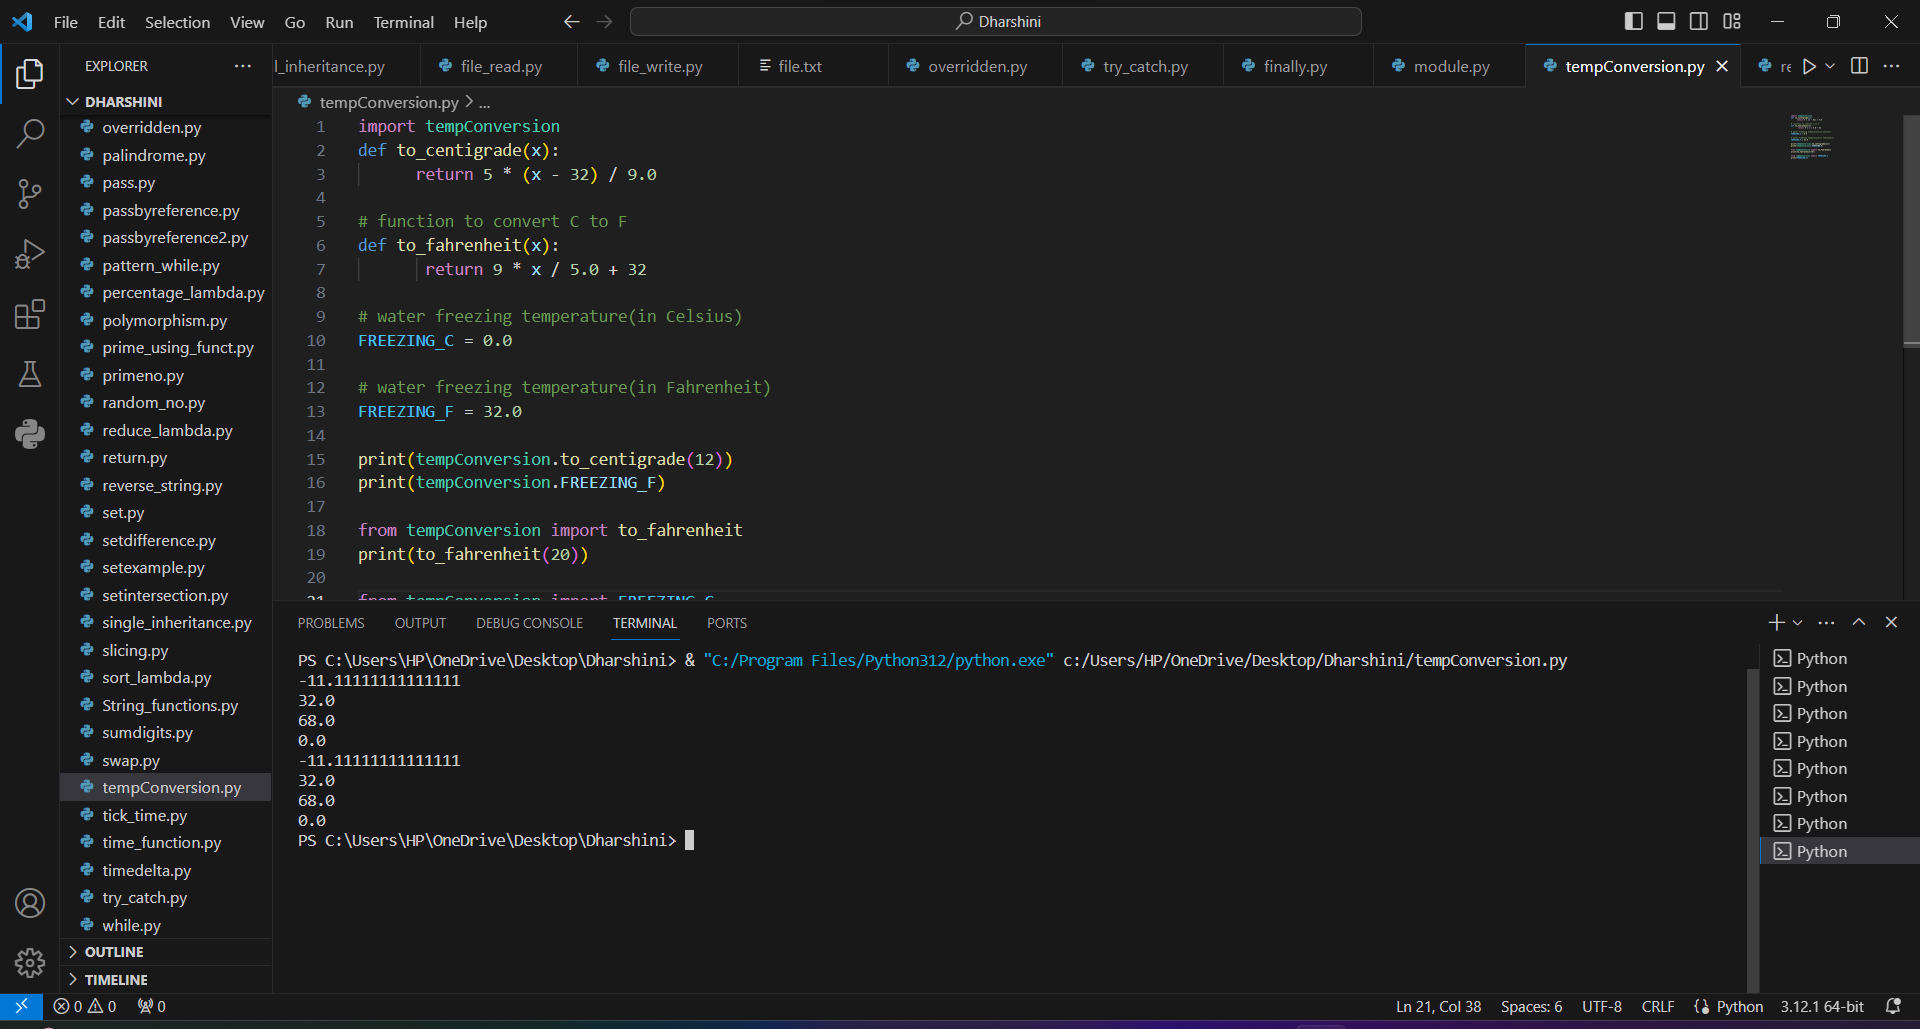 File Edit Selection View Go Run Terminal Help
Dharshini
EXPLORER
l_inheritance.py file_read.py file_write.py file.txt overridden.py try_catch.py finally.py module.py tempConversion.py re
DHARSHINI
overridden.py
palindrome.py
pass.py
passbyreference.py
passbyreference2.py
pattern_while.py
percentage_lambda.py
polymorphism.py
prime_using_funct.py
primeno.py
random_no.py
reduce_lambda.py
return.py
reverse_string.py
set.py
setdifference.py
setexample.py
setintersection.py
single_inheritance.py
slicing.py
sort_lambda.py
String_functions.py
sumdigits.py
swap.py
tempConversion.py
tick_time.py
time_function.py
timedelta.py
try_catch.py
while.py
OUTLINE
TIMELINE
tempConversion.py > ...
1 import tempConversion
2 def to_centigrade(x):
3 return 5 * (x - 32) / 9.0
4
5 # function to convert C to F
6 def to_fahrenheit(x):
7 return 9 * x / 5.0 + 32
8
9 # water freezing temperature(in Celsius)
10 FREEZING_C = 0.0
11
12 # water freezing temperature(in Fahrenheit)
13 FREEZING_F = 32.0
14
15 print(tempConversion.to_centigrade(12))
16 print(tempConversion.FREEZING_F)
17
18 from tempConversion import to_fahrenheit
19 print(to_fahrenheit(20))
20
21 from tempConversion import FREEZING_C
PROBLEMS OUTPUT DEBUG CONSOLE TERMINAL PORTS
PS C:\Users\HP\OneDrive\Desktop\Dharshini> & "C:/Program Files/Python312/python.exe" c:/Users/HP/OneDrive/Desktop/Dharshini/tempConversion.py
-11.11111111111111
32.0
68.0
0.0
-11.11111111111111
32.0
68.0
0.0
PS C:\Users\HP\OneDrive\Desktop\Dharshini>
Python
Python
Python
Python
Python
Python
Python
Python
0 0 0 Ln 21, Col 38 Spaces: 6 UTF-8 CRLF Python 3.12.1 64-bit